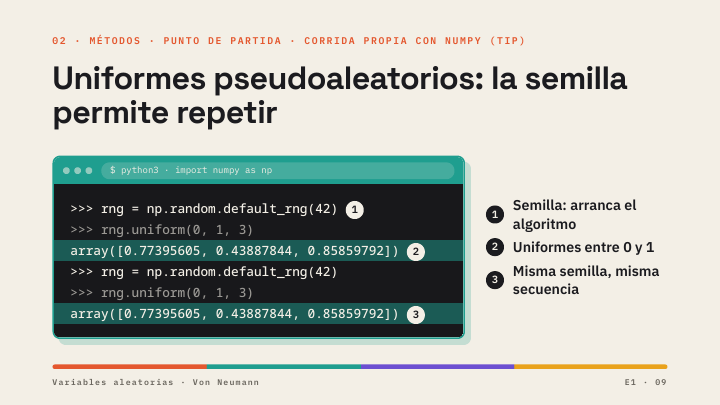 02 · MÉTODOS · PUNTO DE PARTIDA · CORRIDA PROPIA CON NUMPY (TIP)
Uniformes pseudoaleatorios: la semilla
permite repetir
$ python3 · import numpy as np
>>> rng = np.random.default_rng(42) 1
>>> rng.uniform(0, 1, 3)
array([0.77395605, 0.43887844, 0.85859792]) 2
>>> rng = np.random.default_rng(42)
>>> rng.uniform(0, 1, 3)
array([0.77395605, 0.43887844, 0.85859792]) 3
1 Semilla: arranca el
algoritmo
2 Uniformes entre 0 y 1
3 Misma semilla, misma
secuencia
Variables aleatorias · Von Neumann
E1 · 09